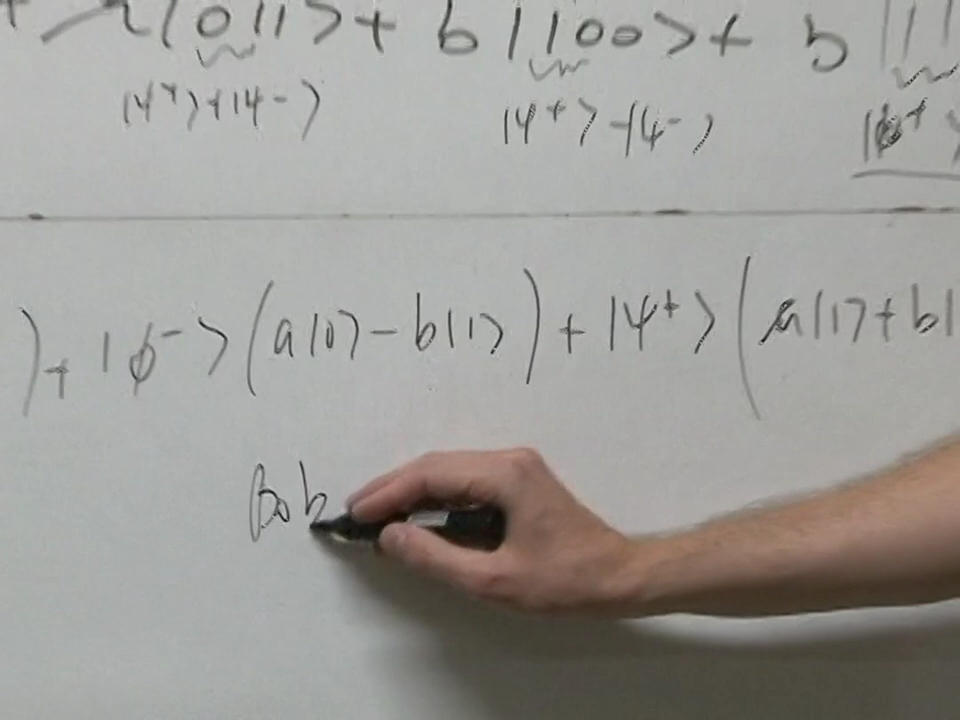 + a|011> + b|100> + b|11
|ψ⁺>+|ψ->
|ψ⁺>-|ψ->
|ϕ⁺>
)+|ϕ⁻>(a|0>-b|1>)+|ψ⁺>(a|1>+b|
Bob